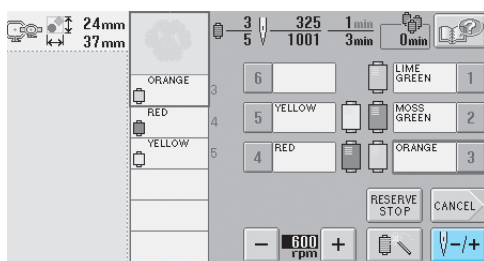 24mm
37mm
3
5
325
1001
1min
3min
0min
ORANGE
3
RED
4
YELLOW
5
6
LIME
GREEN
1
5
YELLOW
MOSS
GREEN
2
4
RED
ORANGE
3
RESERVE
STOP
CANCEL
−
600
rpm
+
−/+